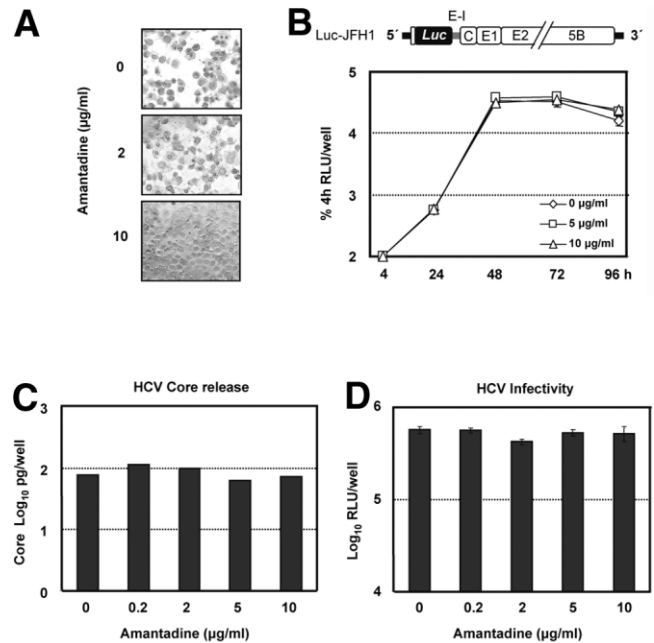 A
Amantadine (µg/ml)
0
2
10
B
Luc-JFH1 5´ Luc E-I C E1 E2 5B 3´
% 4h RLU/well
5
4
3
2
4 24 48 72 96 h
0 µg/ml
5 µg/ml
10 µg/ml
C
HCV Core release
Core Log10 pg/well
3
2
1
0
0 0.2 2 5 10
Amantadine (µg/ml)
D
HCV Infectivity
Log10 RLU/well
6
5
4
0 0.2 2 5 10
Amantadine (µg/ml)